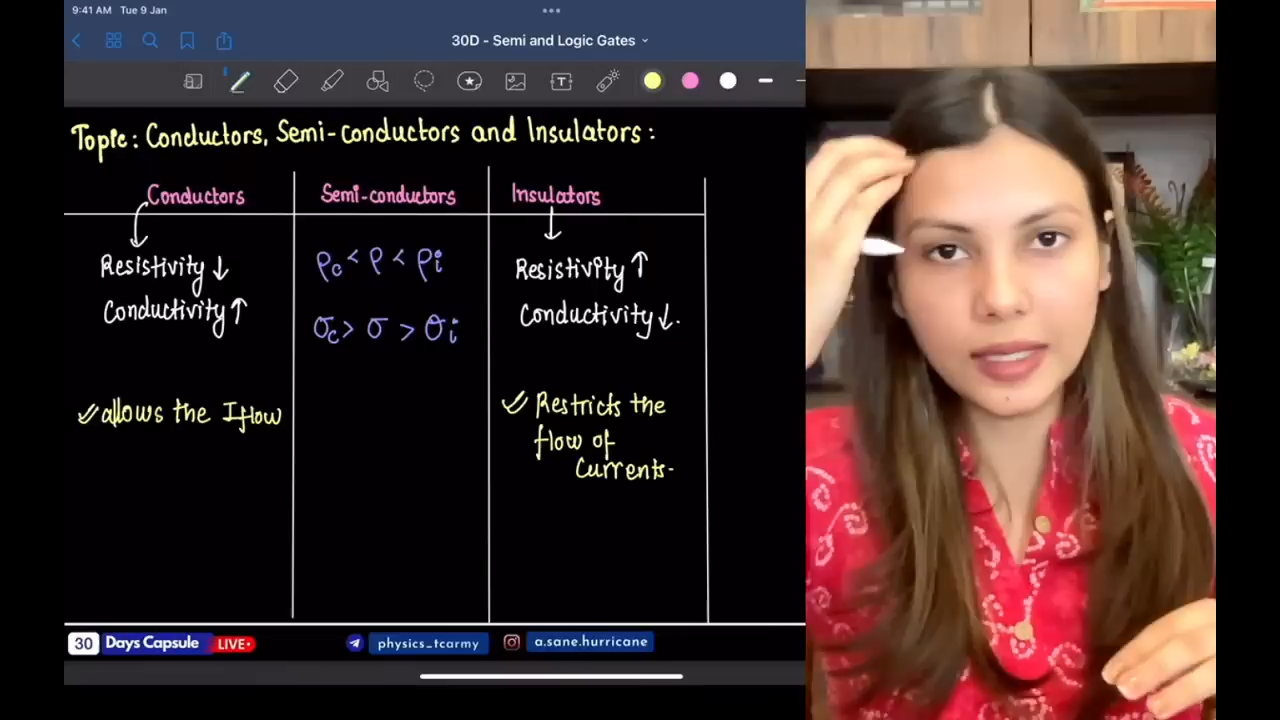 9:41 AM Tue 9 Jan
30D - Semi and Logic Gates
T
Topic: Conductors, Semi-conductors and Insulators:
Conductors
Semi-conductors
Insulators
Resistivity ↓
Conductivity ↑
ρc < ρ < ρi
σc > σ > σi
Resistivity ↑
Conductivity ↓.
allows the I flow
Restricts the
flow of
Currents.
30 Days Capsule LIVE
physics_tcarmy
a.sane.hurricane